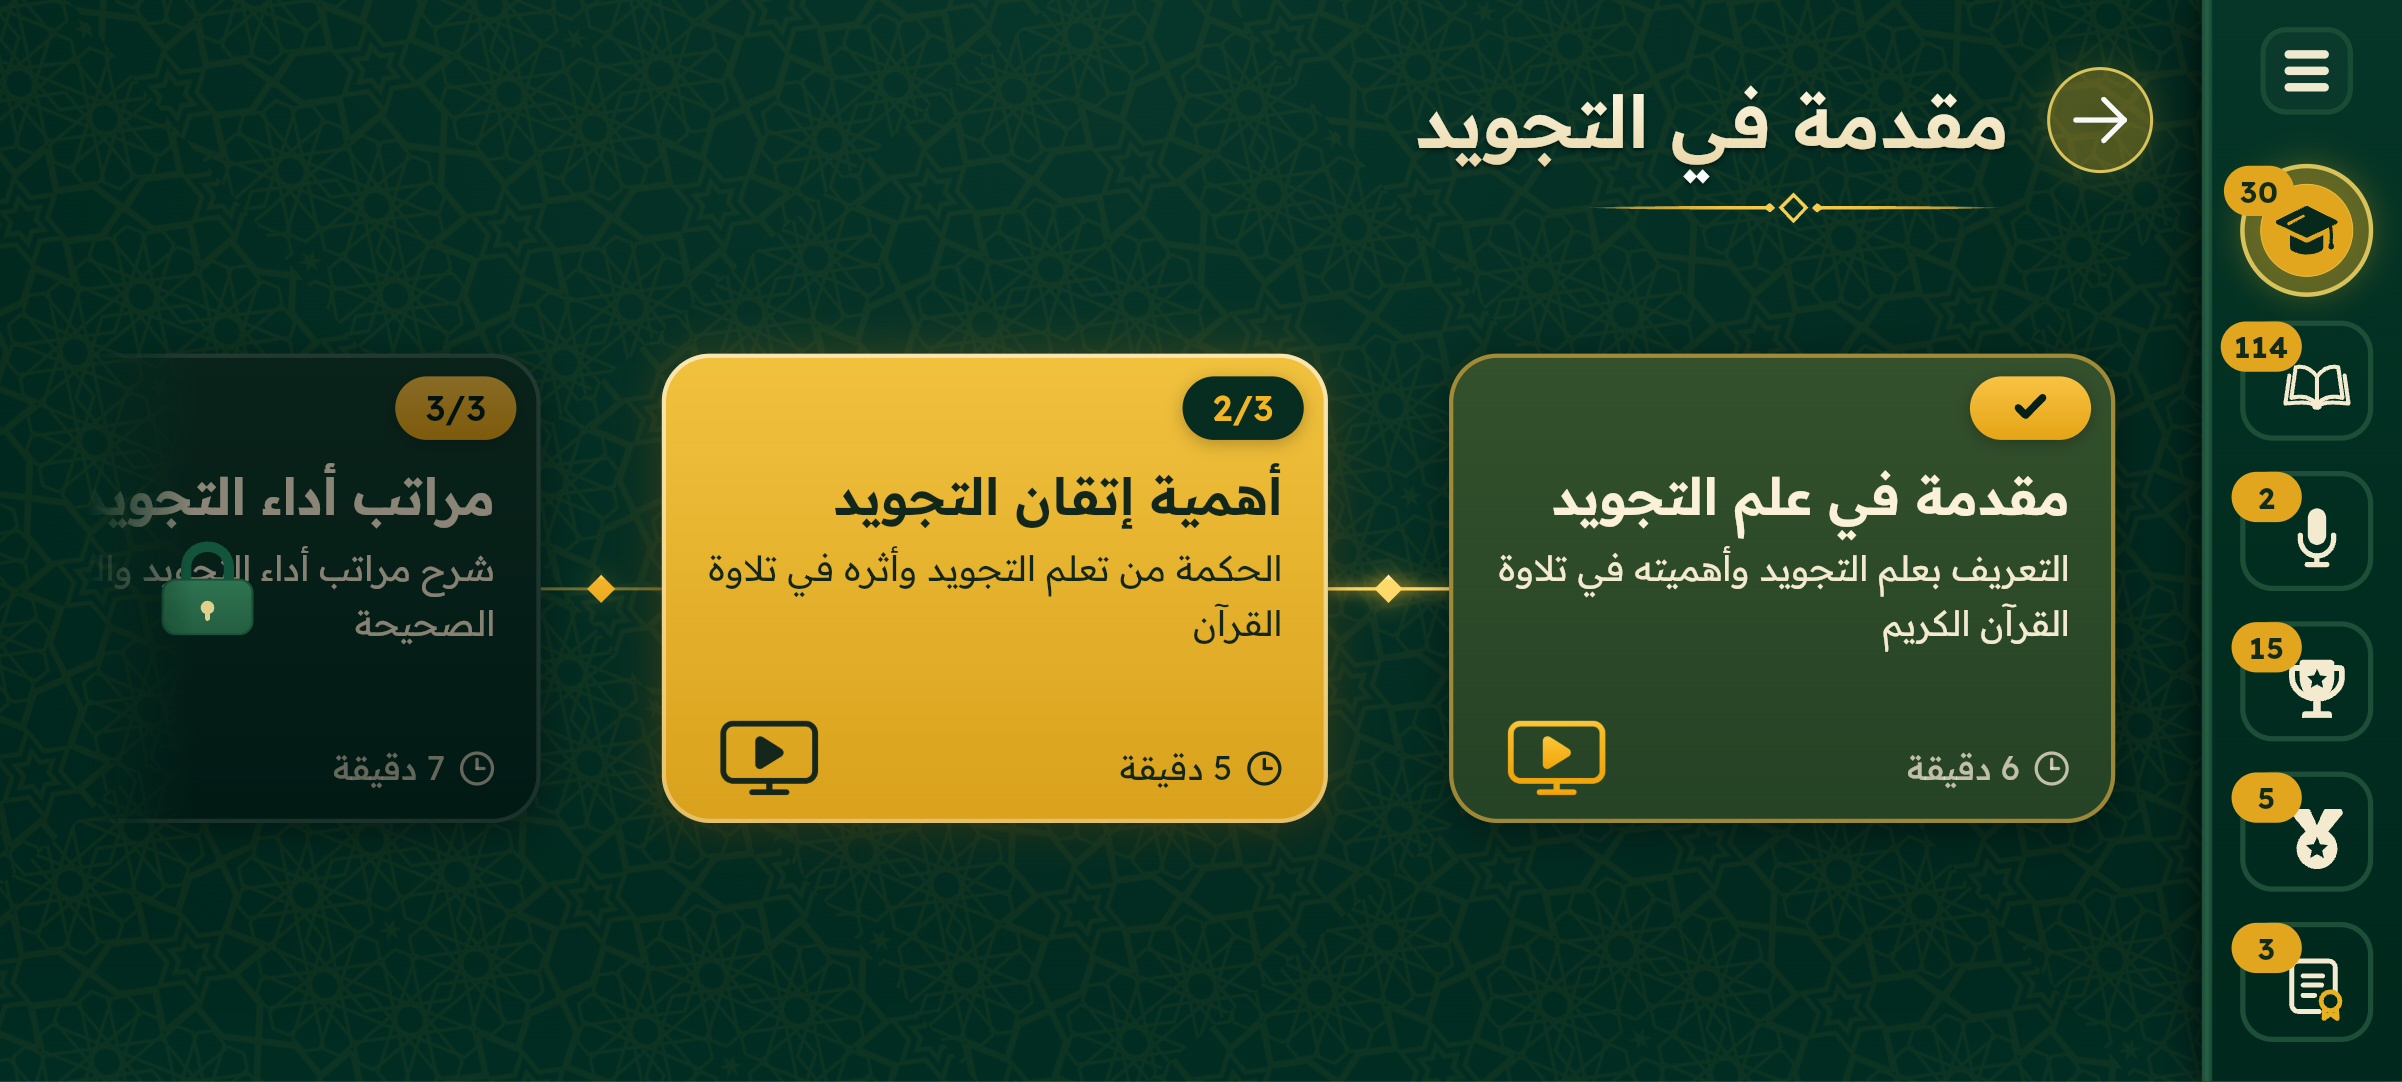 مقدمة في التجويد
مقدمة في علم التجويد
التعريف بعلم التجويد وأهميته في تلاوة
القرآن الكريم
6 دقيقة
2/3
أهمية إتقان التجويد
الحكمة من تعلم التجويد وأثره في تلاوة
القرآن
5 دقيقة
3/3
مراتب أداء التجويد
شرح مراتب أداء التجويد
الصحيحة
7 دقيقة
30
114
2
15
5
3